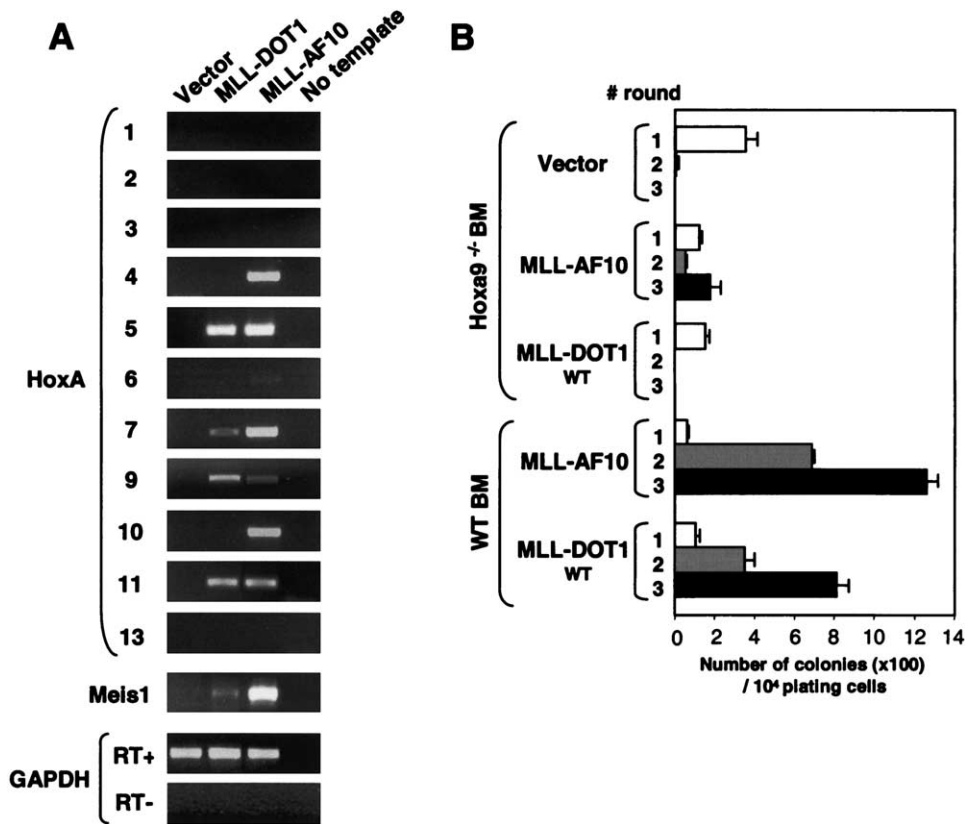 A
Vector
MLL-DOT1
MLL-AF10
No template
HoxA
1
2
3
4
5
6
7
9
10
11
13
Meis1
GAPDH
RT+
RT-
B
# round
Hoxa9 -/- BM
Vector
1
2
3
MLL-AF10
1
2
3
MLL-DOT1
WT
1
2
3
WT BM
MLL-AF10
1
2
3
MLL-DOT1
WT
1
2
3
0 2 4 6 8 10 12 14
Number of colonies (x100)
/ 10⁴ plating cells